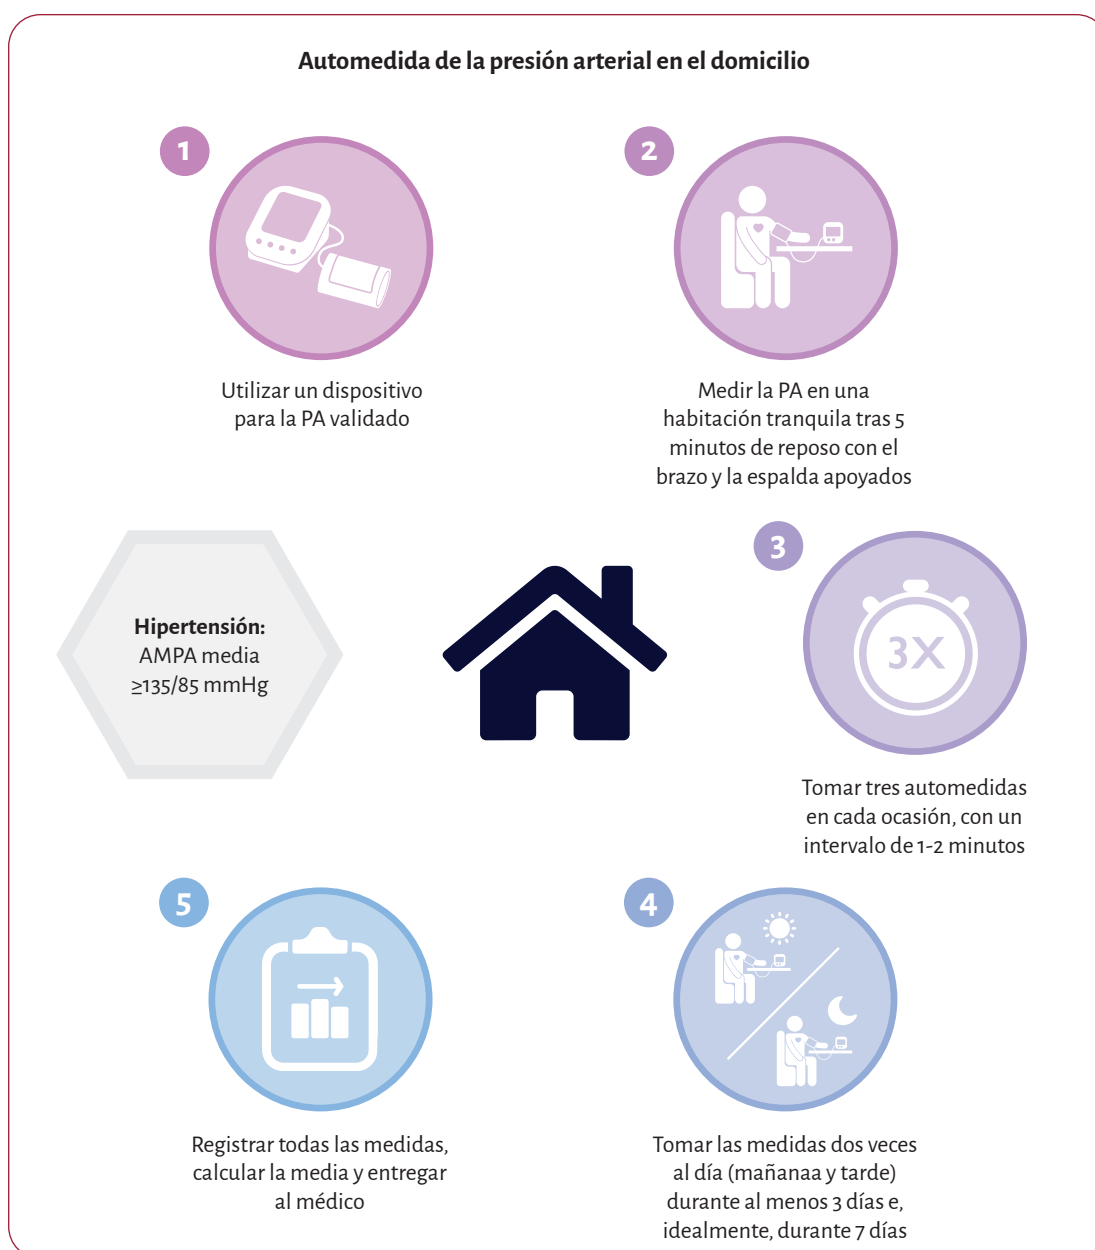 Automedida de la presión arterial en el domicilio
1
Utilizar un dispositivo
para la PA validado
2
Medir la PA en una
habitación tranquila tras 5
minutos de reposo con el
brazo y la espalda apoyados
3
3X
Tomar tres automedidas
en cada ocasión, con un
intervalo de 1-2 minutos
Hipertensión:
AMPA media
≥135/85 mmHg
4
Tomar las medidas dos veces
al día (mañanaa y tarde)
durante al menos 3 días e,
idealmente, durante 7 días
5
Registrar todas las medidas,
calcular la media y entregar
al médico